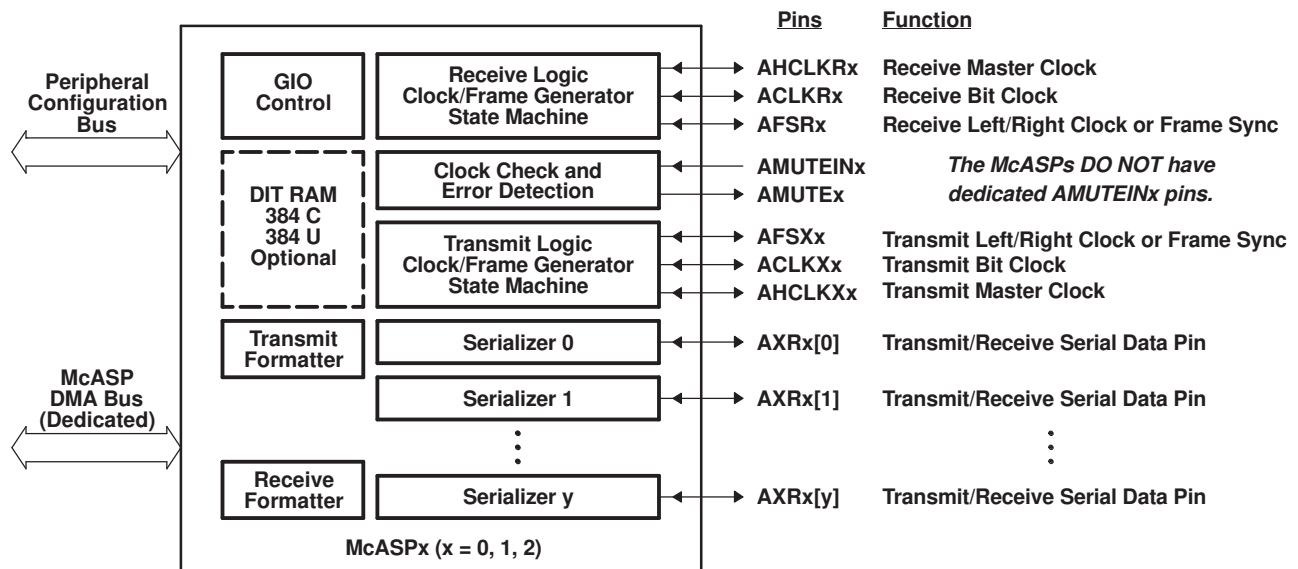 Pins Function
Peripheral
Configuration
Bus
GIO
Control
Receive Logic
Clock/Frame Generator
State Machine
AHCLKRx Receive Master Clock
ACLKRx Receive Bit Clock
AFSRx Receive Left/Right Clock or Frame Sync
DIT RAM
384 C
384 U
Optional
Clock Check and
Error Detection
AMUTEINx
AMUTEx
The McASPs DO NOT have
dedicated AMUTEINx pins.
Transmit Logic
Clock/Frame Generator
State Machine
AFSXx Transmit Left/Right Clock or Frame Sync
ACLKXx Transmit Bit Clock
AHCLKXx Transmit Master Clock
Transmit
Formatter
Serializer 0
AXRx[0] Transmit/Receive Serial Data Pin
McASP
DMA Bus
(Dedicated)
Serializer 1
AXRx[1] Transmit/Receive Serial Data Pin
Receive
Formatter
Serializer y
AXRx[y] Transmit/Receive Serial Data Pin
McASPx (x = 0, 1, 2)